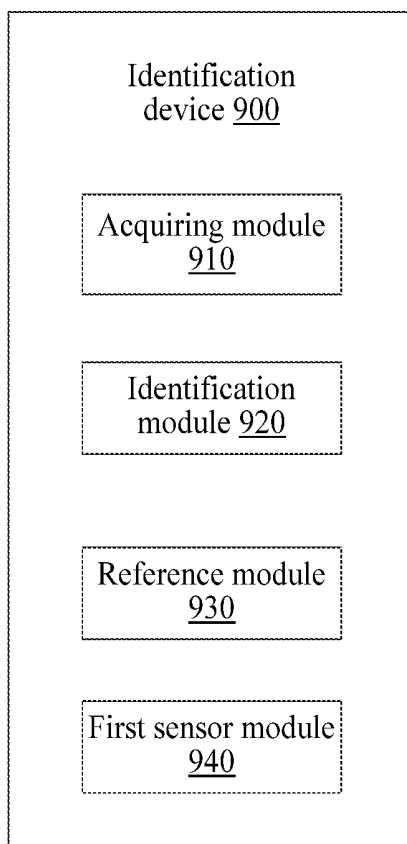 Identification
device 900
Acquiring module
910
Identification
module 920
Reference module
930
First sensor module
940